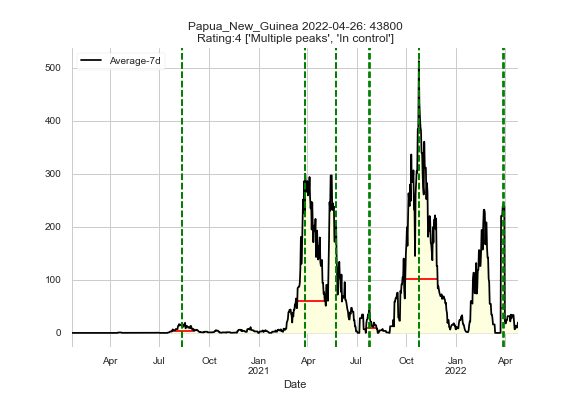 Papua_New_Guinea 2022-04-26: 43800
Rating:4 ['Multiple peaks', 'In control']
Average-7d
500
400
300
200
100
0
Apr Jul Oct Jan Apr Jul Oct Jan Apr
2021 2022
Date